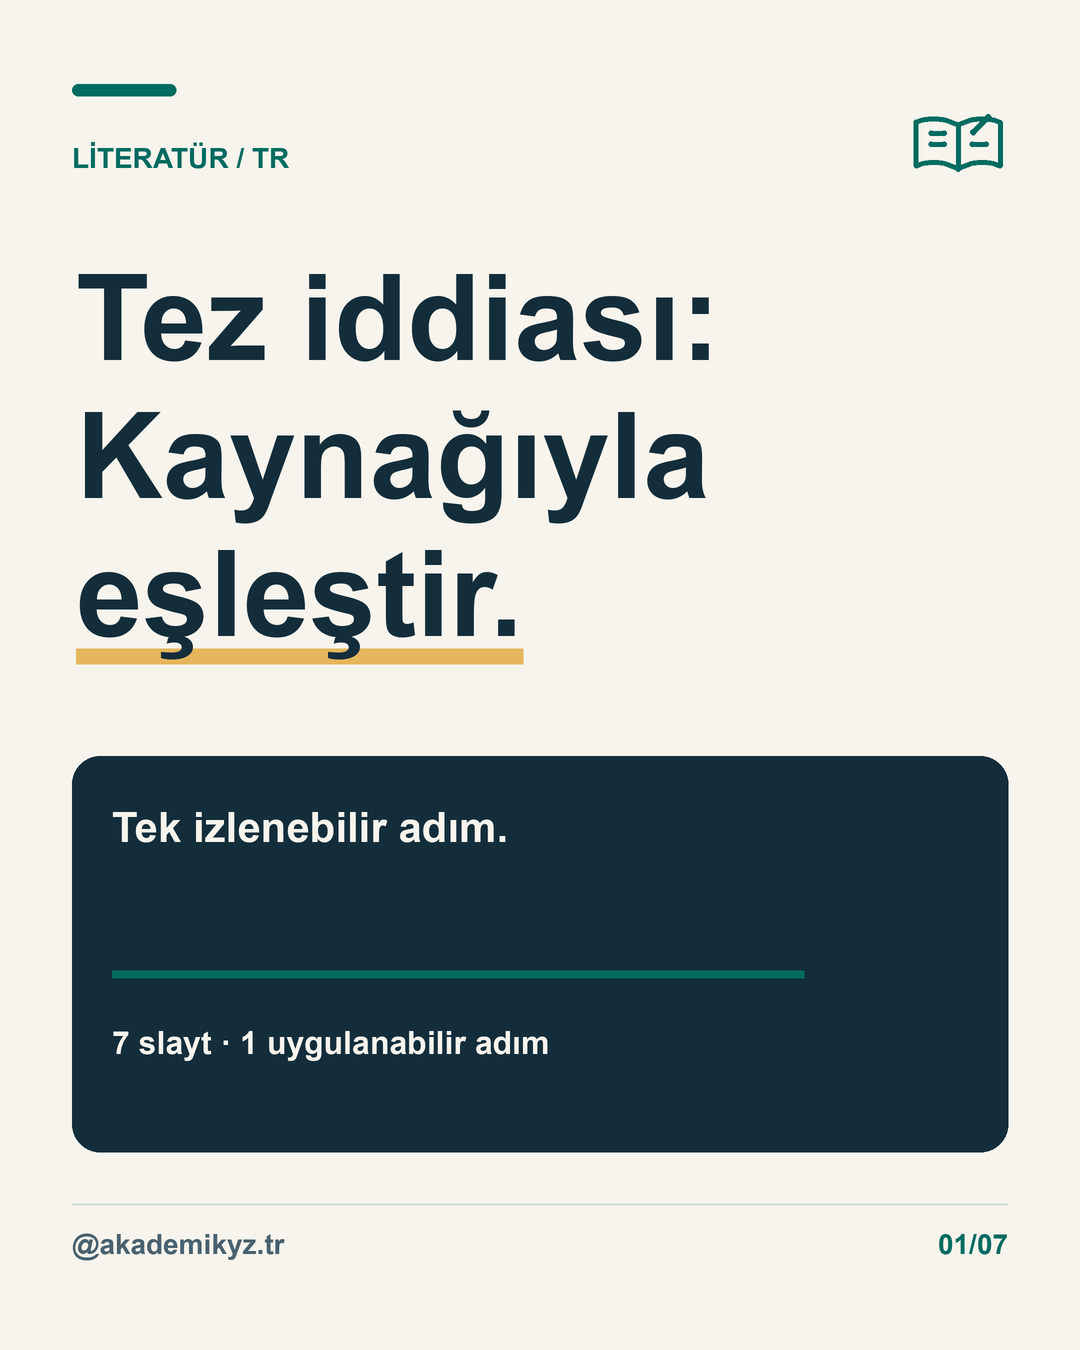 LİTERATÜR / TR
Tez iddiası:
Kaynağıyla
eşleştir.
Tek izlenebilir adım.
7 slayt · 1 uygulanabilir adım
@akademikyz.tr
01/07